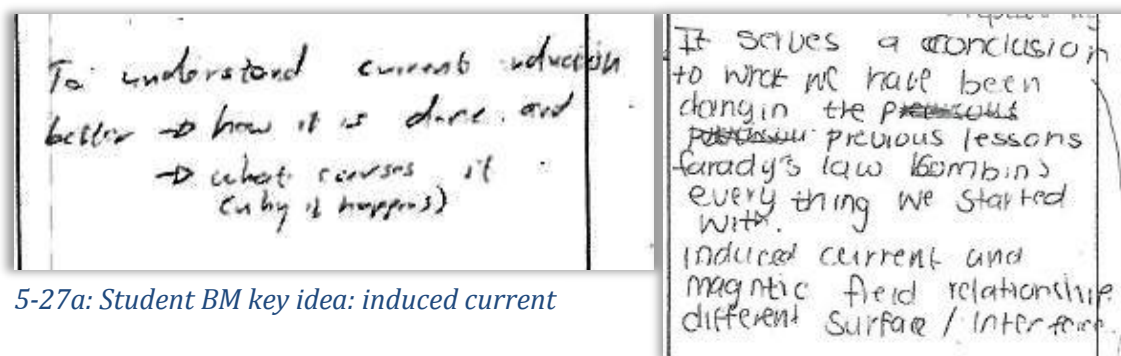 To understand current induction
better → how it is done. and
→ what causes it
(why it happens)
5-27a: Student BM key idea: induced current
It serves a conclusion
to what we have been
doing in the
previous lessons
farady's law combins
every thing we started
with.
induced current and
magntic field relationship
different surface / interface.